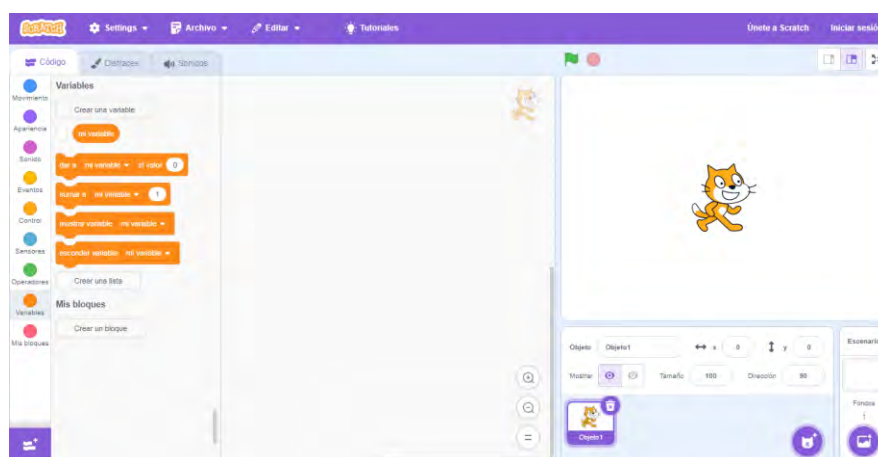 SCRATCH Settings Archivo Editar Tutoriales Únete a Scratch Iniciar sesió
Código Disfraces Sonidos
Movimiento
Apariencia
Sonido
Eventos
Control
Sensores
Operadores
Variables
Mis bloques
Variables
Crear una variable
mi variable
dar a mi variable el valor 0
sumar a mi variable 1
mostrar variable mi variable
esconder variable mi variable
Crear una lista
Mis bloques
Crear un bloque
Objeto Objeto1 x 0 y 0
Mostrar Tamaño 100 Dirección 90
Objeto1
Escenario
Fondos
1